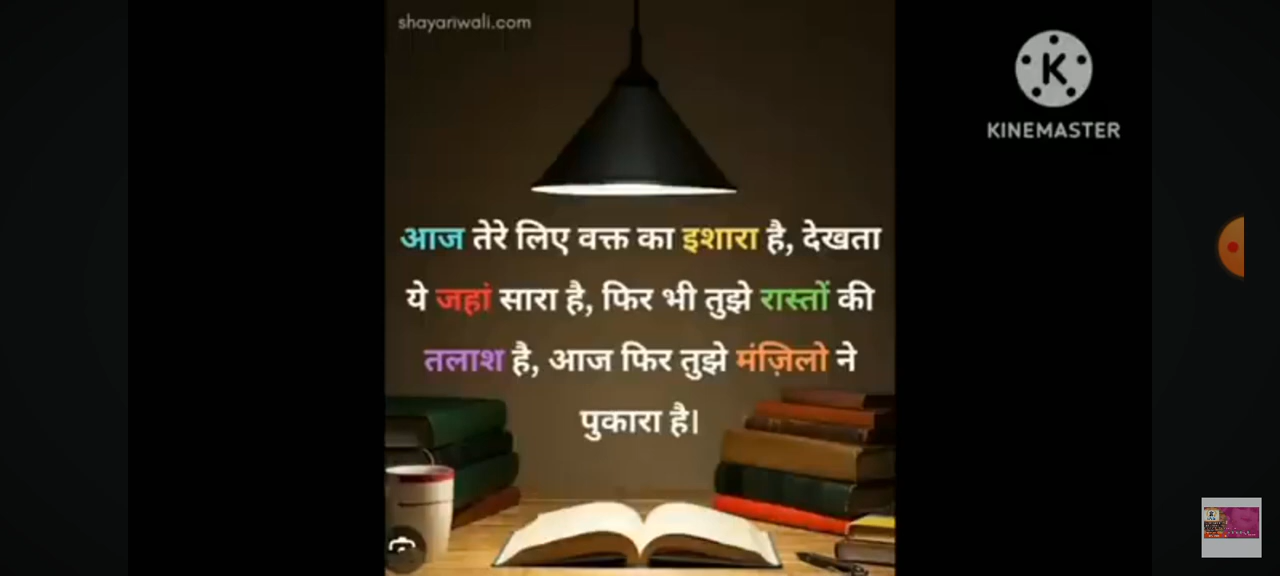 shayariwali.com
KINEMASTER
आज तेरे लिए वक्त का इशारा है, देखता
ये जहां सारा है, फिर भी तुझे रास्तों की
तलाश है, आज फिर तुझे मंज़िलो ने
पुकारा है।